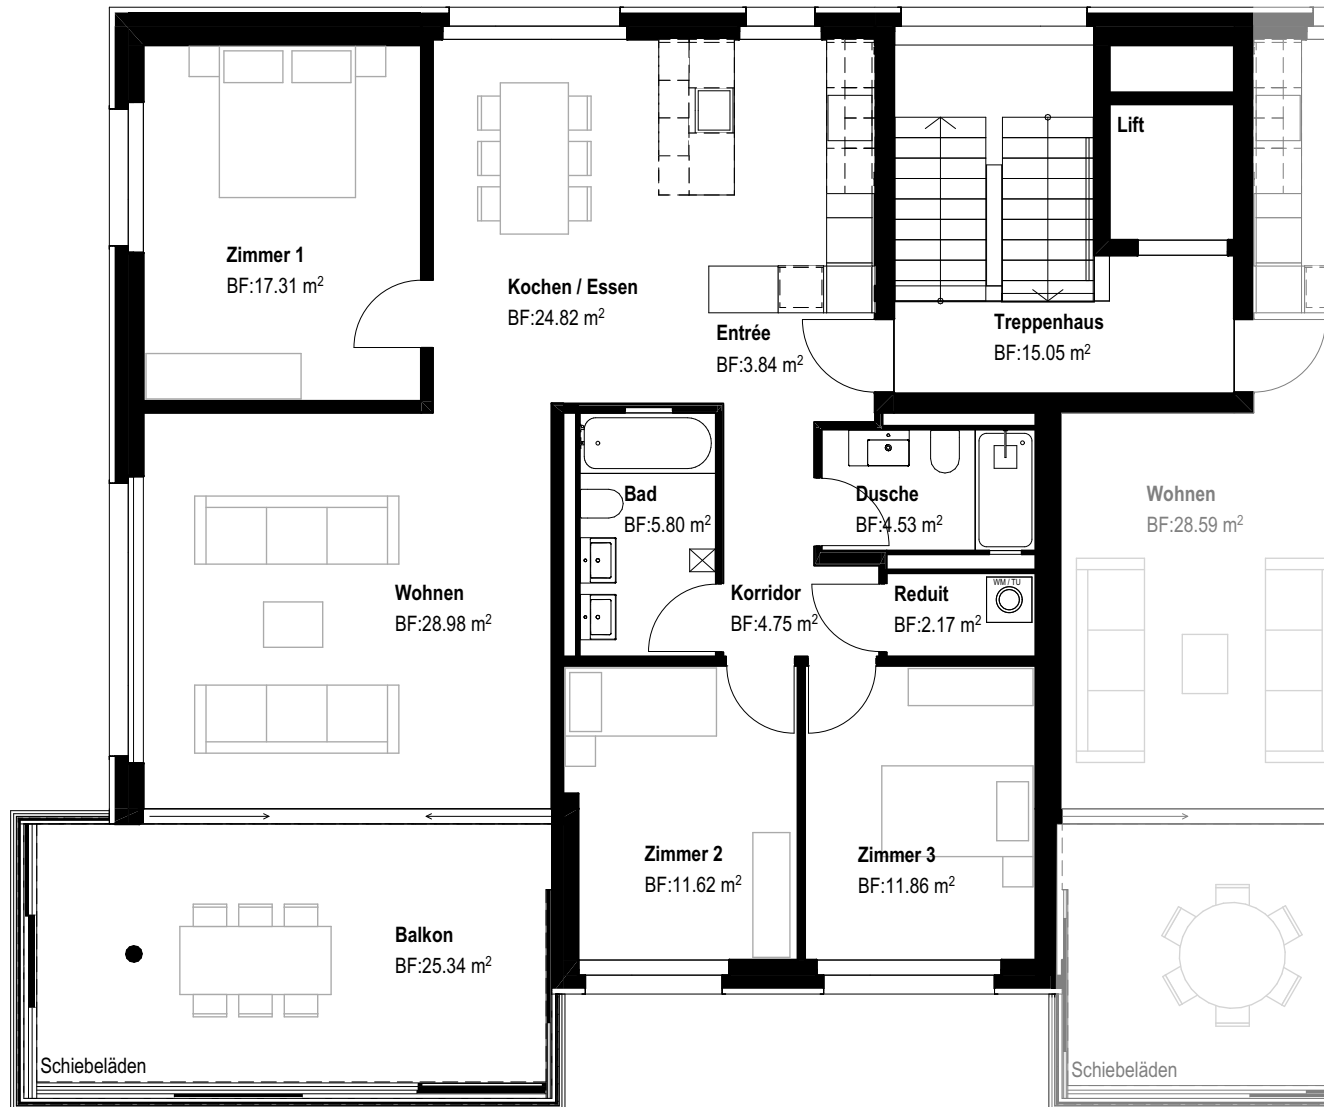 Lift
Zimmer 1
BF:17.31 m²
Kochen / Essen
BF:24.82 m²
Entrée
BF:3.84 m²
Treppenhaus
BF:15.05 m²
Bad
BF:5.80 m²
Dusche
BF:4.53 m²
Wohnen
BF:28.59 m²
Wohnen
BF:28.98 m²
Korridor
BF:4.75 m²
Reduit
BF:2.17 m²
WM / TU
Zimmer 2
BF:11.62 m²
Zimmer 3
BF:11.86 m²
Balkon
BF:25.34 m²
Schiebeläden
Schiebeläden